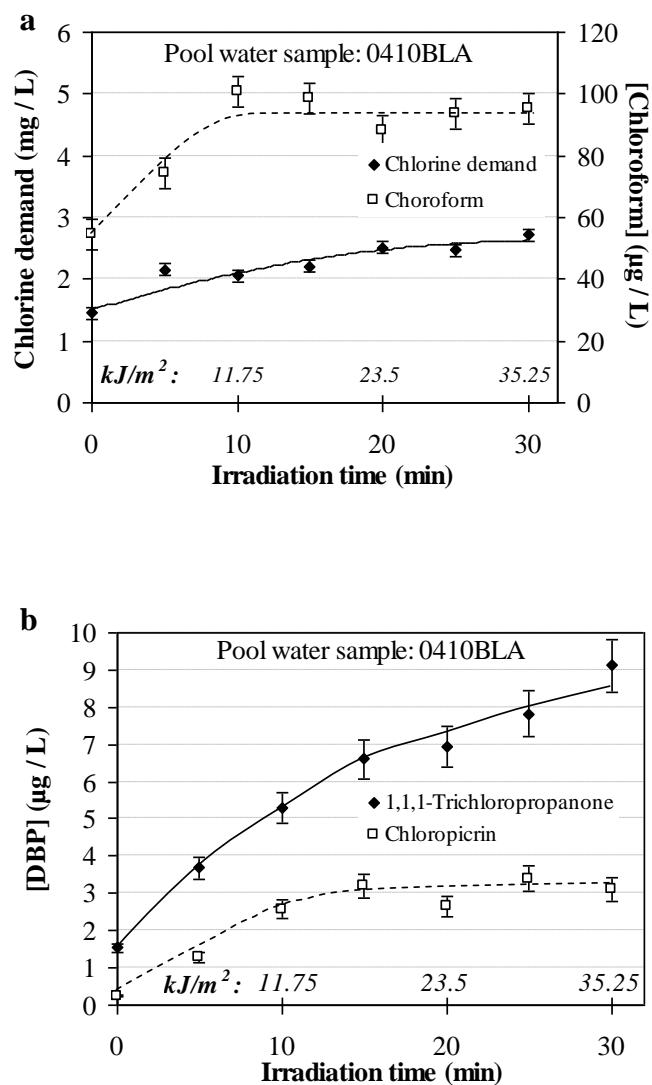 a
Pool water sample: 0410BLA
Chlorine demand (mg / L)
[Chloroform] (µg / L)
6
5
4
3
2
1
0
120
100
80
60
40
20
0
Chlorine demand
Choroform
kJ/m²: 11.75 23.5 35.25
0 10 20 30
Irradiation time (min)
b
Pool water sample: 0410BLA
[DBP] (µg / L)
10
9
8
7
6
5
4
3
2
1
0
1,1,1-Trichloropropanone
Chloropicrin
kJ/m²: 11.75 23.5 35.25
0 10 20 30
Irradiation time (min)